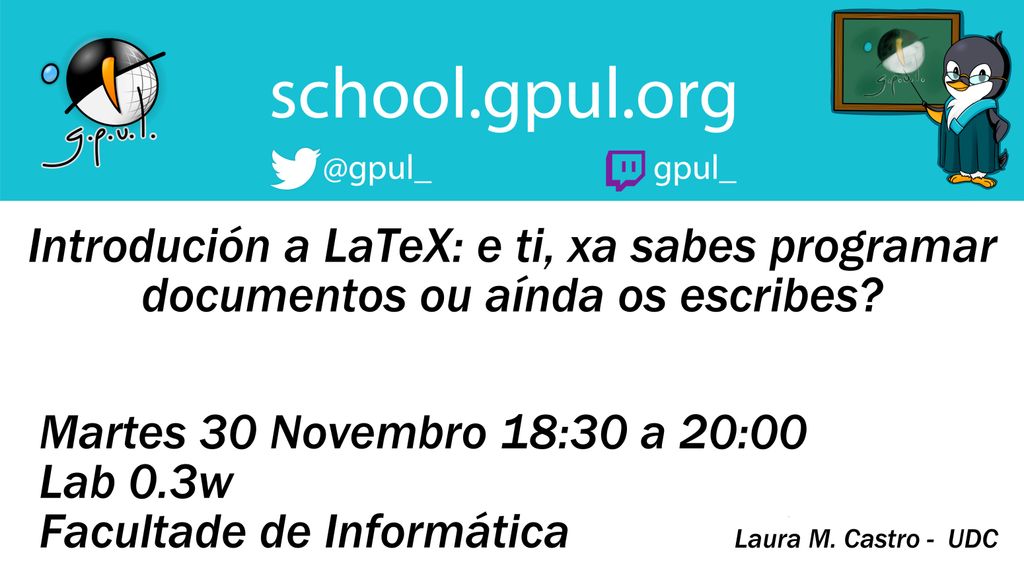 g.p.u.l.
school.gpul.org
@gpul_
gpul_
g.p.u.l.
Introdución a LaTeX: e ti, xa sabes programar
documentos ou aínda os escribes?
Martes 30 Novembro 18:30 a 20:00
Lab 0.3w
Facultade de Informática
Laura M. Castro - UDC